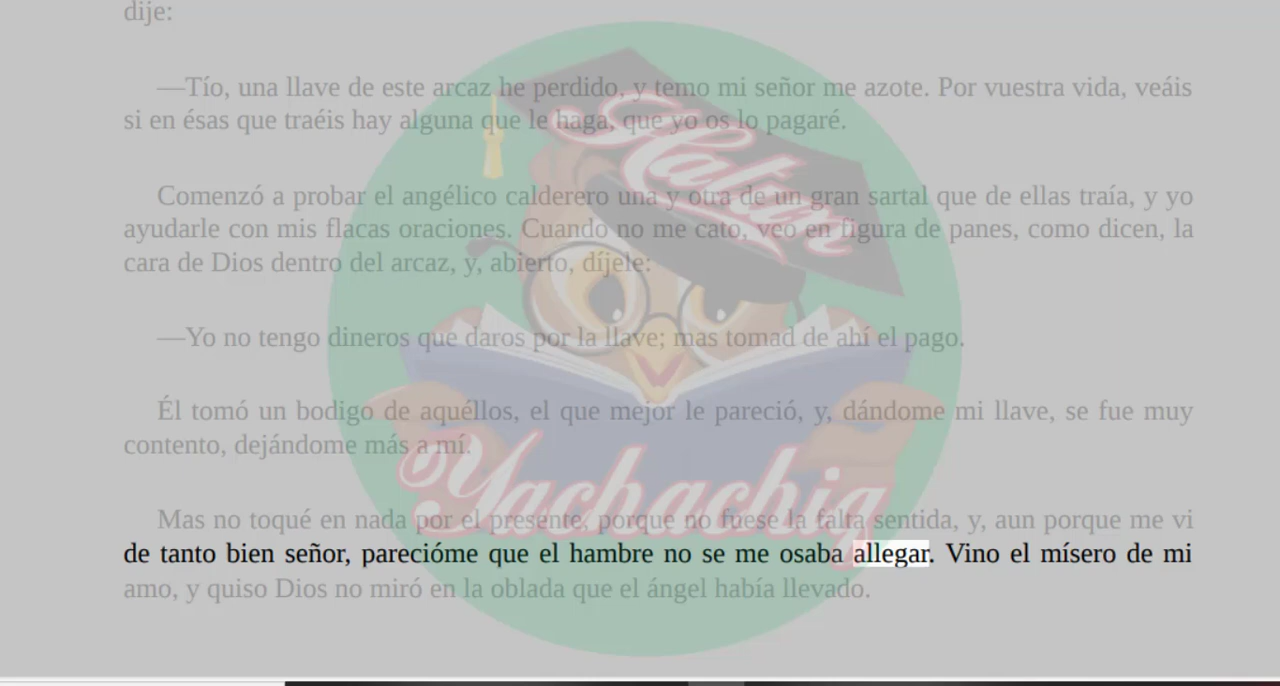 dije:
—Tío, una llave de este arcaz he perdido, y temo mi señor me azote. Por vuestra vida, veáis
si en ésas que traéis hay alguna que le haga, que yo os lo pagaré.
Comenzó a probar el angélico calderero una y otra de un gran sartal que de ellas traía, y yo
ayudarle con mis flacas oraciones. Cuando no me cato, veo en figura de panes, como dicen, la
cara de Dios dentro del arcaz, y, abierto, díjele:
—Yo no tengo dineros que daros por la llave; mas tomad de ahí el pago.
Él tomó un bodigo de aquéllos, el que mejor le pareció, y, dándome mi llave, se fue muy
contento, dejándome más a mí.
Mas no toqué en nada por el presente, porque no fuese la falta sentida, y, aun porque me vi
de tanto bien señor, parecióme que el hambre no se me osaba allegar. Vino el mísero de mi
amo, y quiso Dios no miró en la oblada que el ángel había llevado.
Hatun
Yachachiq